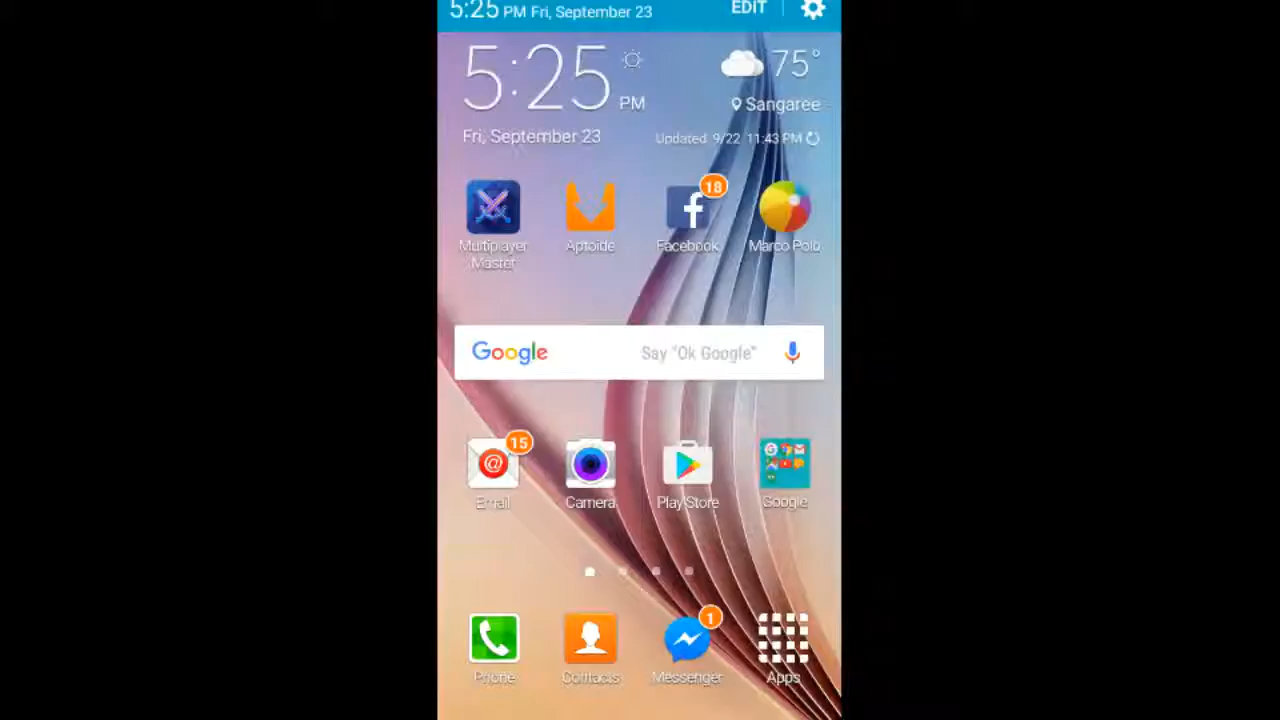 5:25 PM Fri, September 23 EDIT
5:25 PM
75°
Sangaree
Fri, September 23
Updated 9/22 11:43 PM
18
Multiplayer Master
Aptoide
Facebook
Marco Polo
Google Say "Ok Google"
15
Email
Camera
Play Store
Google
1
Phone
Contacts
Messenger
Apps